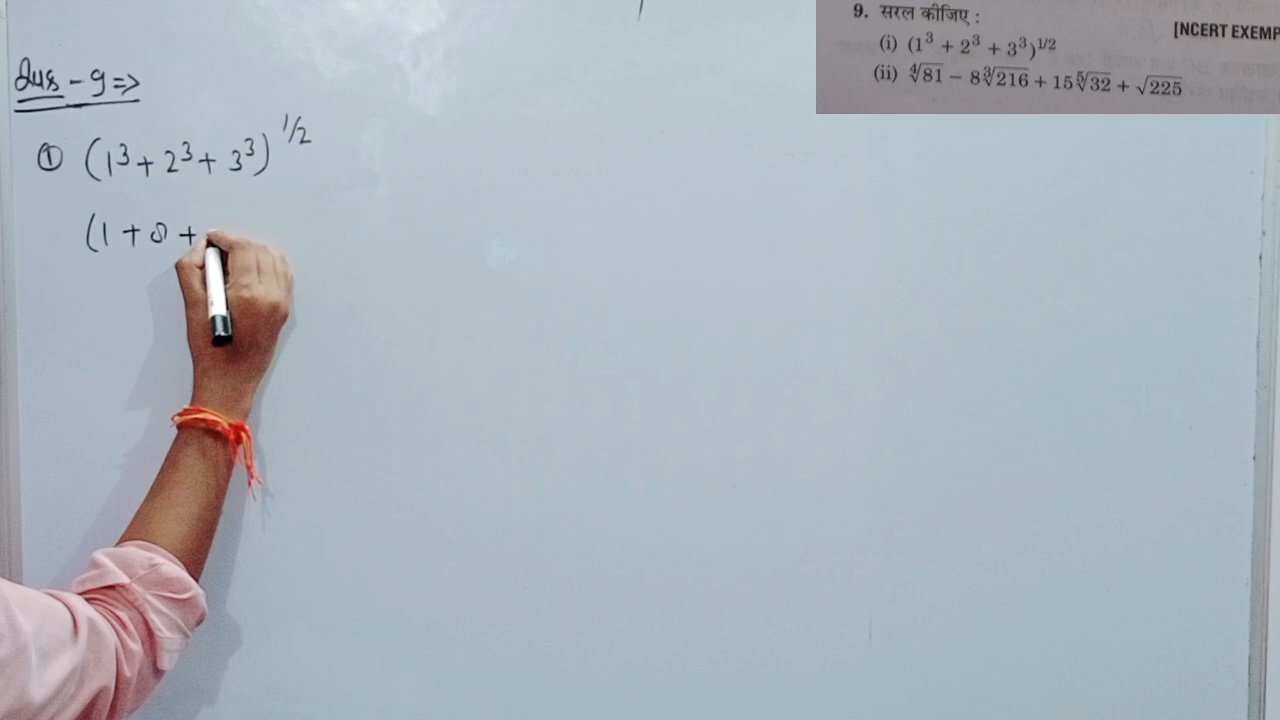 9. सरल कीजिए :
[NCERT EXEMP
(i) (1³ + 2³ + 3³)^1/2
(ii) ∜81 − 8∛216 + 15⁵√32 + √225
Ques - 9 =>
① (1³ + 2³ + 3³)^1/2
(1 + 8 +